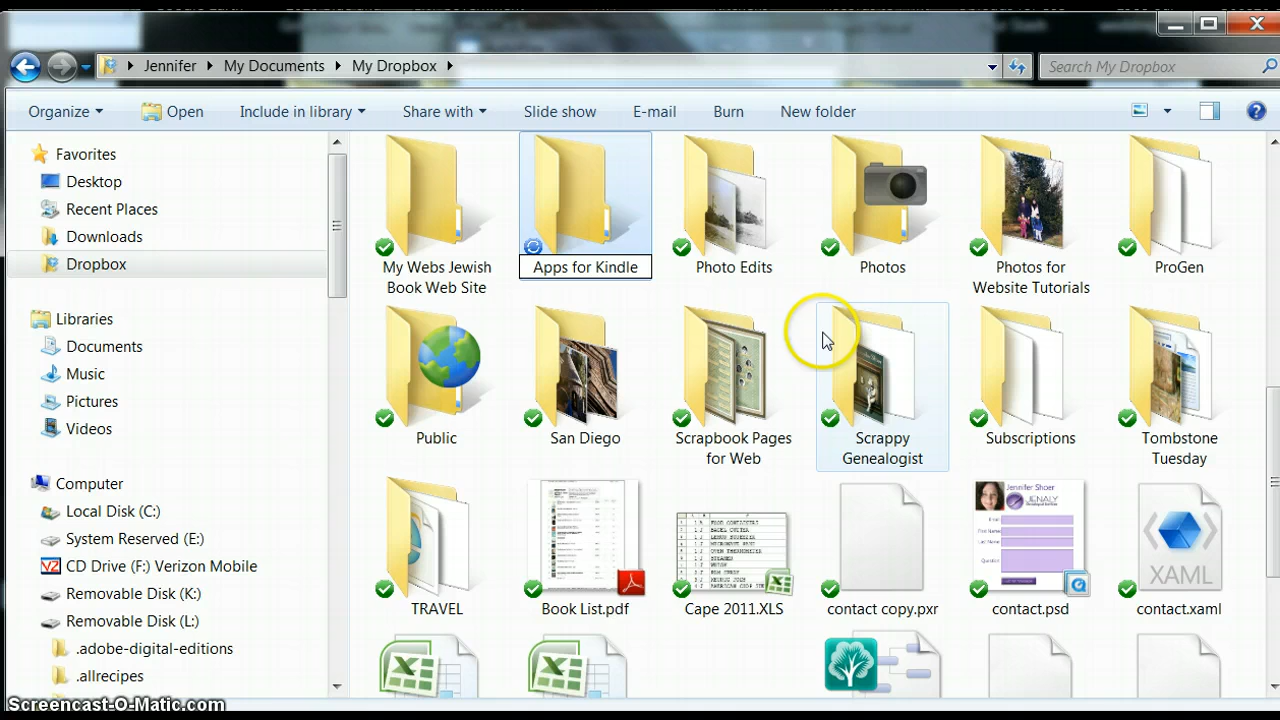 Jennifer My Documents My Dropbox
Search My Dropbox
Organize Open Include in library Share with Slide show E-mail Burn New folder
Favorites
Desktop
Recent Places
Downloads
Dropbox
Libraries
Documents
Music
Pictures
Videos
Computer
Local Disk (C:)
System Reserved (E:)
CD Drive (F:) Verizon Mobile
Removable Disk (K:)
Removable Disk (L:)
.adobe-digital-editions
.allrecipes
My Webs Jewish
Book Web Site
Apps for Kindle
Photo Edits
Photos
Photos for
Website Tutorials
ProGen
Public
San Diego
Scrapbook Pages
for Web
Scrappy
Genealogist
Subscriptions
Tombstone
Tuesday
TRAVEL
Book List.pdf
Cape 2011.XLS
contact copy.pxr
Jennifer Shoer
JENALY
contact.psd
XAML
contact.xaml
Screencast-O-Matic.com